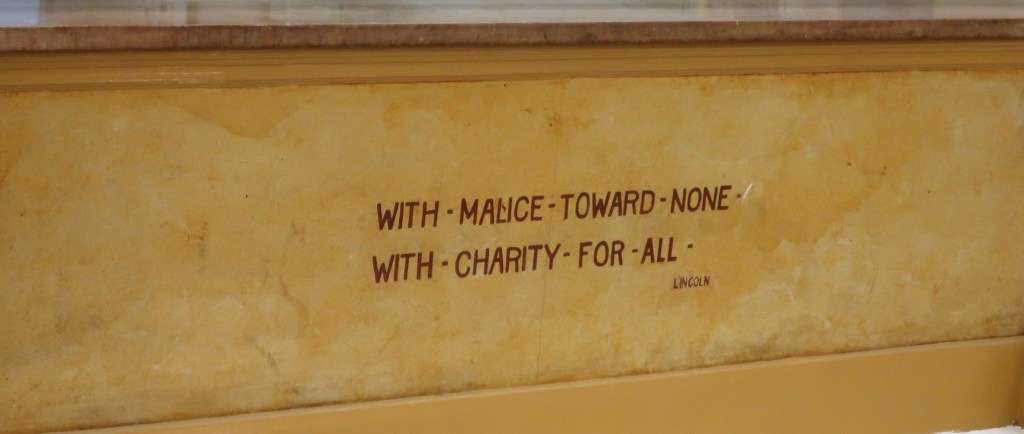 WITH - MALICE - TOWARD - NONE -
WITH - CHARITY - FOR - ALL -
LINCOLN